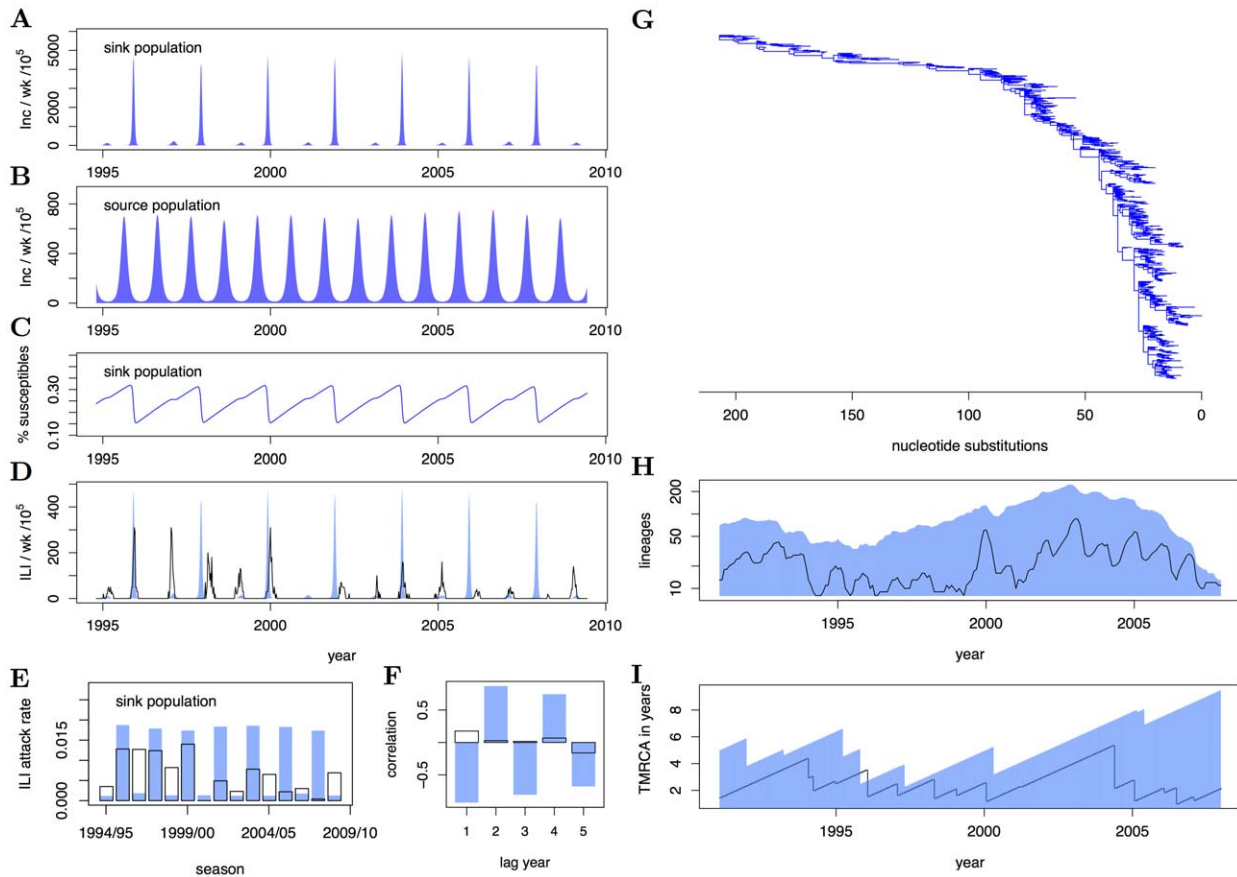 A
sink population
Inc / wk /10^5
5000
2000
0
1995 2000 2005 2010
B
source population
Inc / wk /10^5
800
400
0
1995 2000 2005 2010
C
sink population
% susceptibles
0.30
0.10
1995 2000 2005 2010
D
ILI / wk /10^5
400
200
0
1995 2000 2005 2010
year
E
sink population
ILI attack rate
0.015
0.000
1994/95 1999/00 2004/05 2009/10
season
F
correlation
0.5
−0.5
1 2 3 4 5
lag year
G
200 150 100 50 0
nucleotide substitutions
H
lineages
200
50
10
1995 2000 2005
year
I
TMRCA in years
8
6
4
2
1995 2000 2005
year